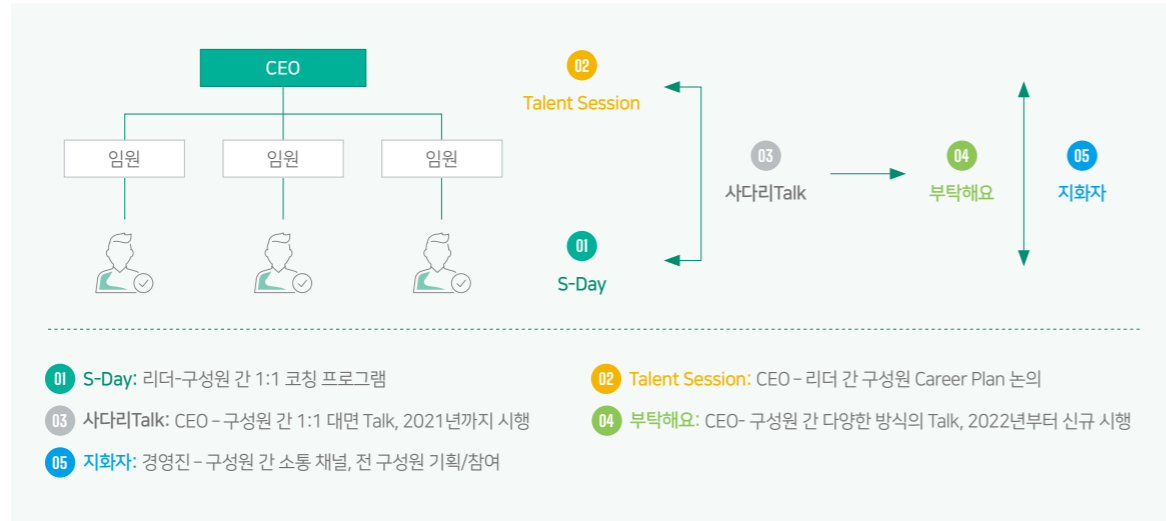 CEO
임원
임원
임원
02
Talent Session
01
S-Day
03
사다리Talk
04
부탁해요
05
지화자
01 S-Day: 리더-구성원 간 1:1 코칭 프로그램
02 Talent Session: CEO – 리더 간 구성원 Career Plan 논의
03 사다리Talk: CEO – 구성원 간 1:1 대면 Talk, 2021년까지 시행
04 부탁해요: CEO- 구성원 간 다양한 방식의 Talk, 2022년부터 신규 시행
05 지화자: 경영진 – 구성원 간 소통 채널, 전 구성원 기획/참여